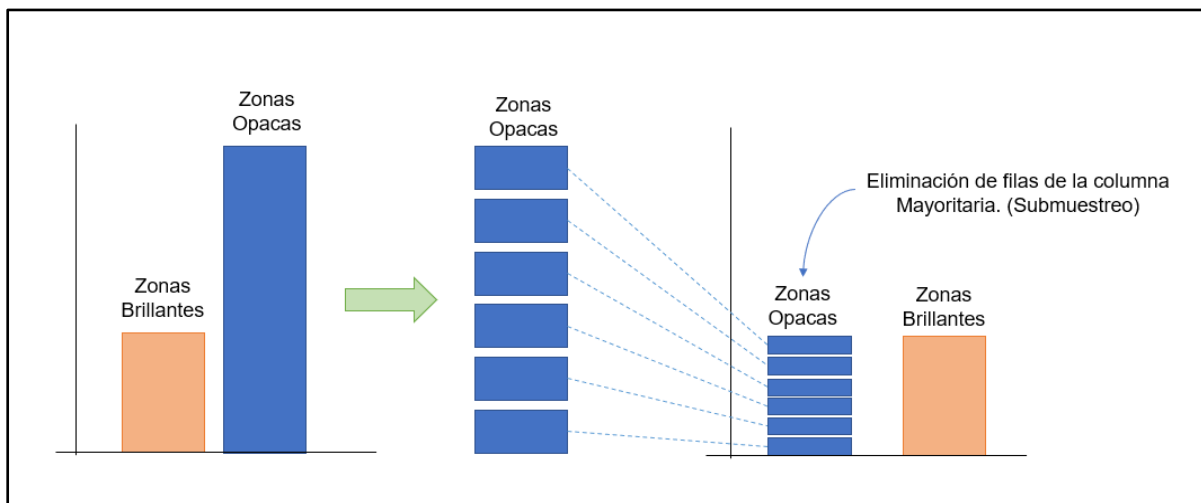 Zonas
Opacas
Zonas
Brillantes
Zonas
Opacas
Eliminación de filas de la columna
Mayoritaria. (Submuestreo)
Zonas
Opacas
Zonas
Brillantes